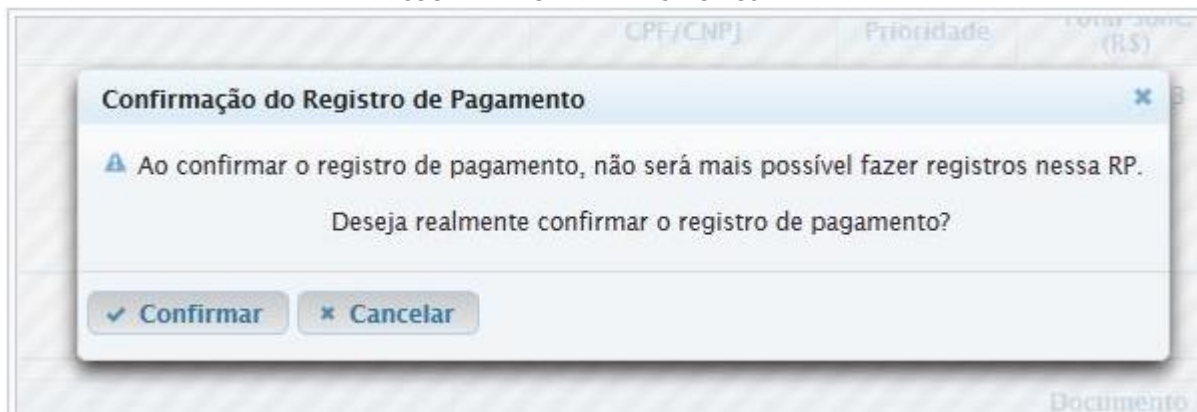 CPF/CNPJ Prioridade
(R$)
Confirmação do Registro de Pagamento
Ao confirmar o registro de pagamento, não será mais possível fazer registros nessa RP.
Deseja realmente confirmar o registro de pagamento?
Confirmar Cancelar
Documento